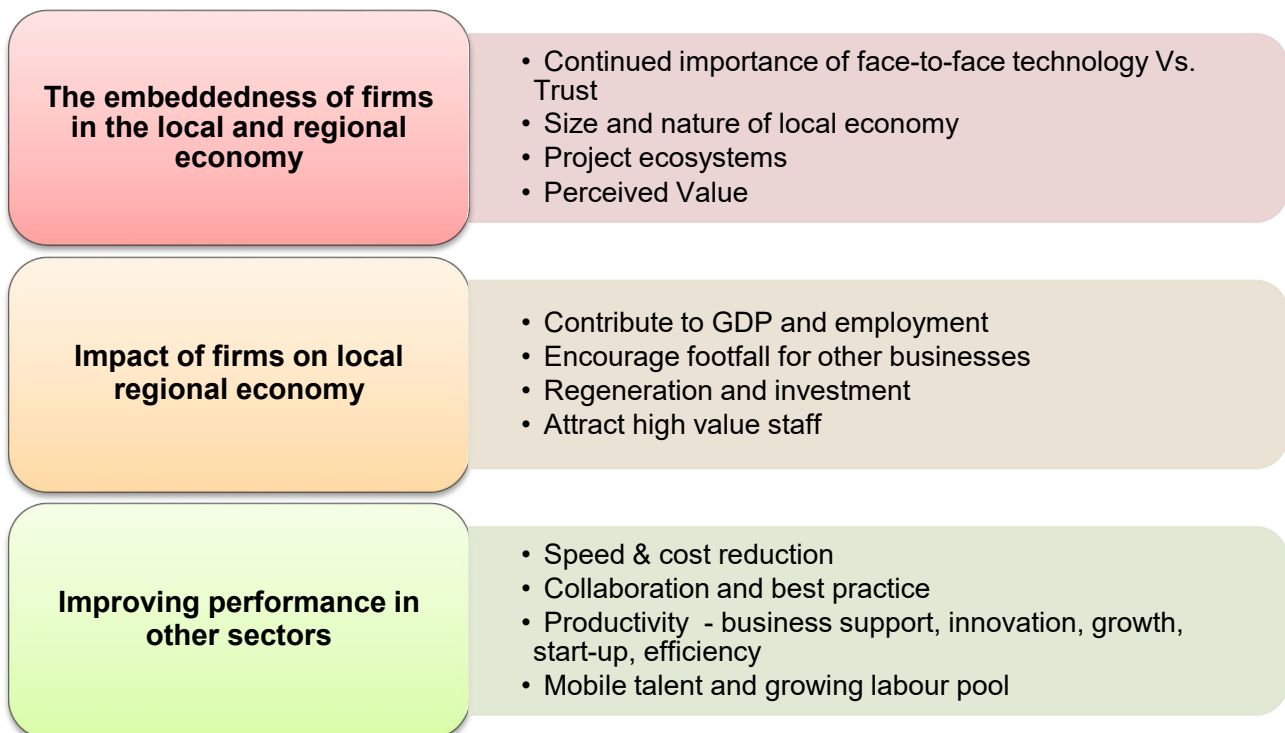 The embeddedness of firms
in the local and regional
economy
• Continued importance of face-to-face technology Vs.
Trust
• Size and nature of local economy
• Project ecosystems
• Perceived Value
Impact of firms on local
regional economy
• Contribute to GDP and employment
• Encourage footfall for other businesses
• Regeneration and investment
• Attract high value staff
Improving performance in
other sectors
• Speed & cost reduction
• Collaboration and best practice
• Productivity - business support, innovation, growth,
start-up, efficiency
• Mobile talent and growing labour pool